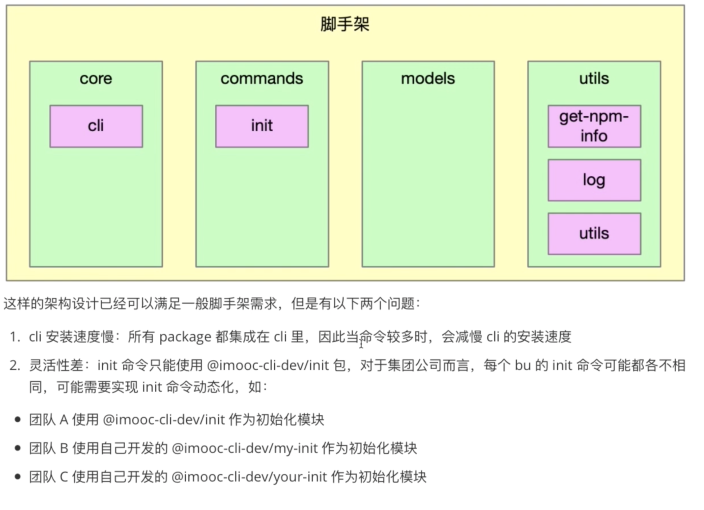 脚手架
core commands models utils
cli init get-npm-
info
log
utils
这样的架构设计已经可以满足一般脚手架需求，但是有以下两个问题：
1. cli 安装速度慢：所有 package 都集成在 cli 里，因此当命令较多时，会减慢 cli 的安装速度
2. 灵活性差：init 命令只能使用 @imooc-cli-dev/init 包，对于集团公司而言，每个 bu 的 init 命令可能都各不相
同，可能需要实现 init 命令动态化，如：
• 团队 A 使用 @imooc-cli-dev/init 作为初始化模块
• 团队 B 使用自己开发的 @imooc-cli-dev/my-init 作为初始化模块
• 团队 C 使用自己开发的 @imooc-cli-dev/your-init 作为初始化模块